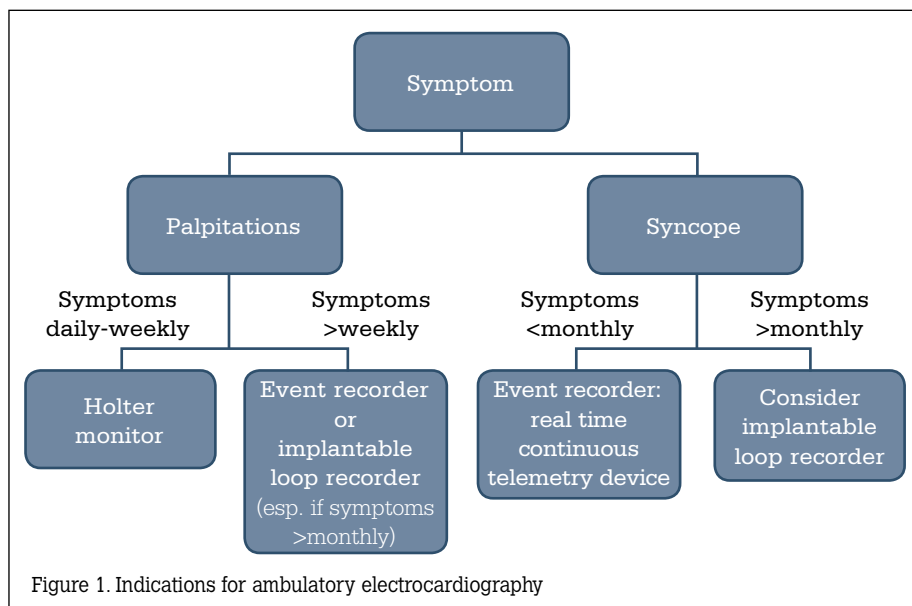 Symptom
Palpitations
Syncope
Symptoms
daily-weekly
Symptoms
>weekly
Symptoms
<monthly
Symptoms
>monthly
Holter
monitor
Event recorder
or
implantable
loop recorder
(esp. if symptoms
>monthly)
Event recorder:
real time
continuous
telemetry device
Consider
implantable
loop recorder
Figure 1. Indications for ambulatory electrocardiography